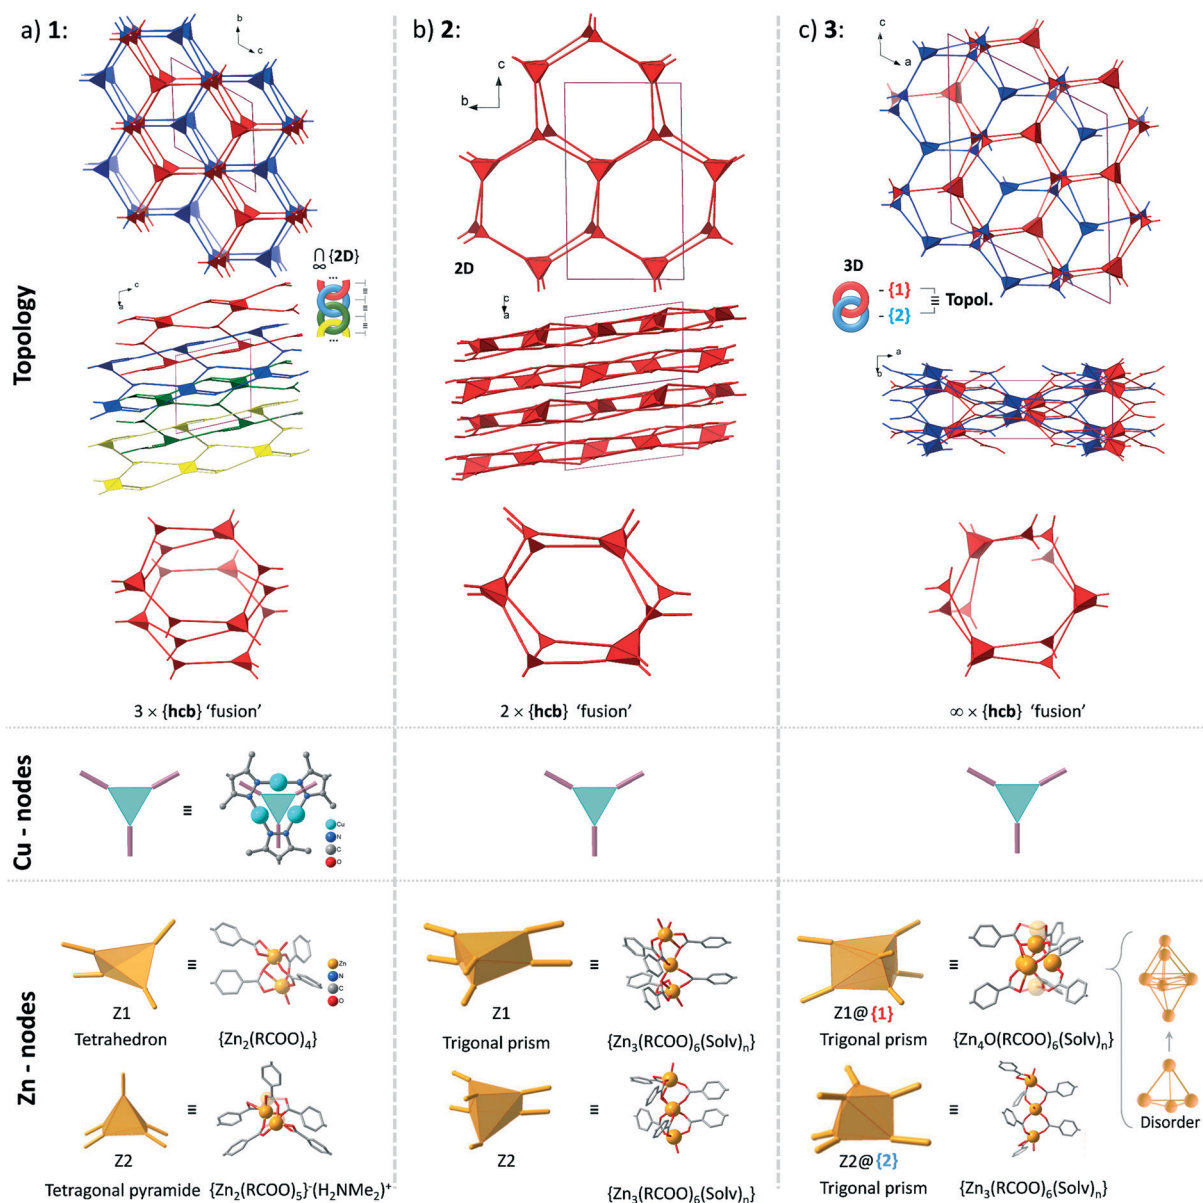 a) 1:
b
c
b) 2:
c
b
c) 3:
c
a
Topology
∩
∞ {2D}
...
≡
≡
≡
...
c
a
2D
c
a
3D
- {1}
- {2}
≡ Topol.
a
b
3 × {hcb} 'fusion'
2 × {hcb} 'fusion'
∞ × {hcb} 'fusion'
Cu - nodes
≡
Cu
N
C
O
Zn - nodes
≡
Zn
N
C
O
Z1
Tetrahedron
{Zn2(RCOO)4}
≡
Z2
Tetragonal pyramide
{Zn2(RCOO)5}-(H2NMe2)+
≡
Z1
Trigonal prism
{Zn3(RCOO)6(Solv)n}
≡
Z2
{Zn3(RCOO)6(Solv)n}
≡
Z1@{1}
Trigonal prism
{Zn4O(RCOO)6(Solv)n}
≡
Z2@{2}
Trigonal prism
{Zn3(RCOO)6(Solv)n}
Disorder